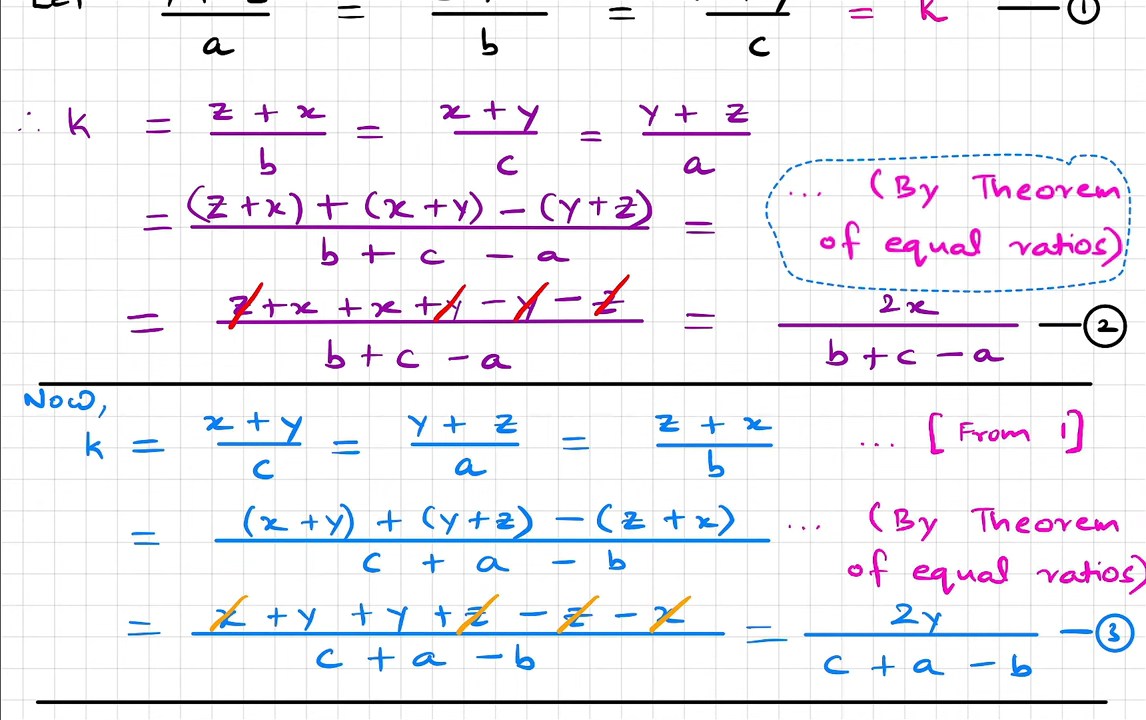 a = b = c = k — ①
∴ k = z + x / b = x + y / c = y + z / a
= (z + x) + (x + y) - (y + z) / b + c - a = ... (By Theorem of equal ratios)
= z + x + x + y - y - z / b + c - a = 2x / b + c - a — ②
Now,
k = x + y / c = y + z / a = z + x / b ... [From 1]
= (x + y) + (y + z) - (z + x) / c + a - b ... (By Theorem of equal ratios)
= x + y + y + z - z - x / c + a - b = 2y / c + a - b — ③